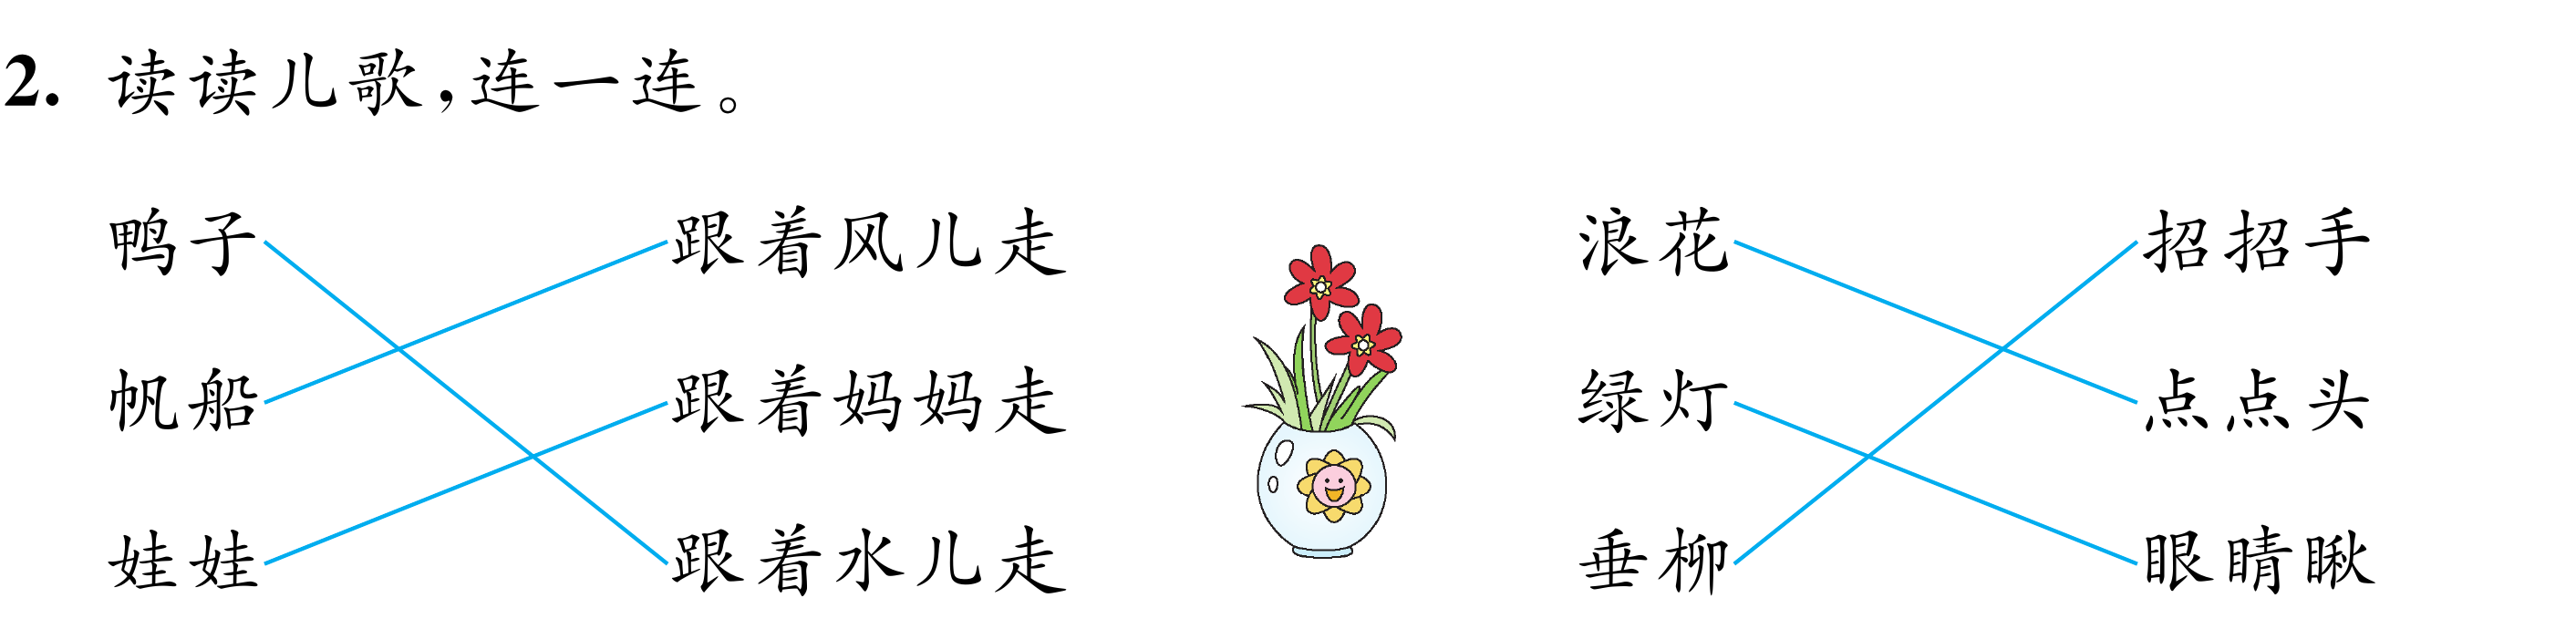 2. 读读儿歌,连一连。
鸭子 跟着风儿走 浪花 招招手
帆船 跟着妈妈走 绿灯 点点头
娃娃 跟着水儿走 垂柳 眼睛瞅